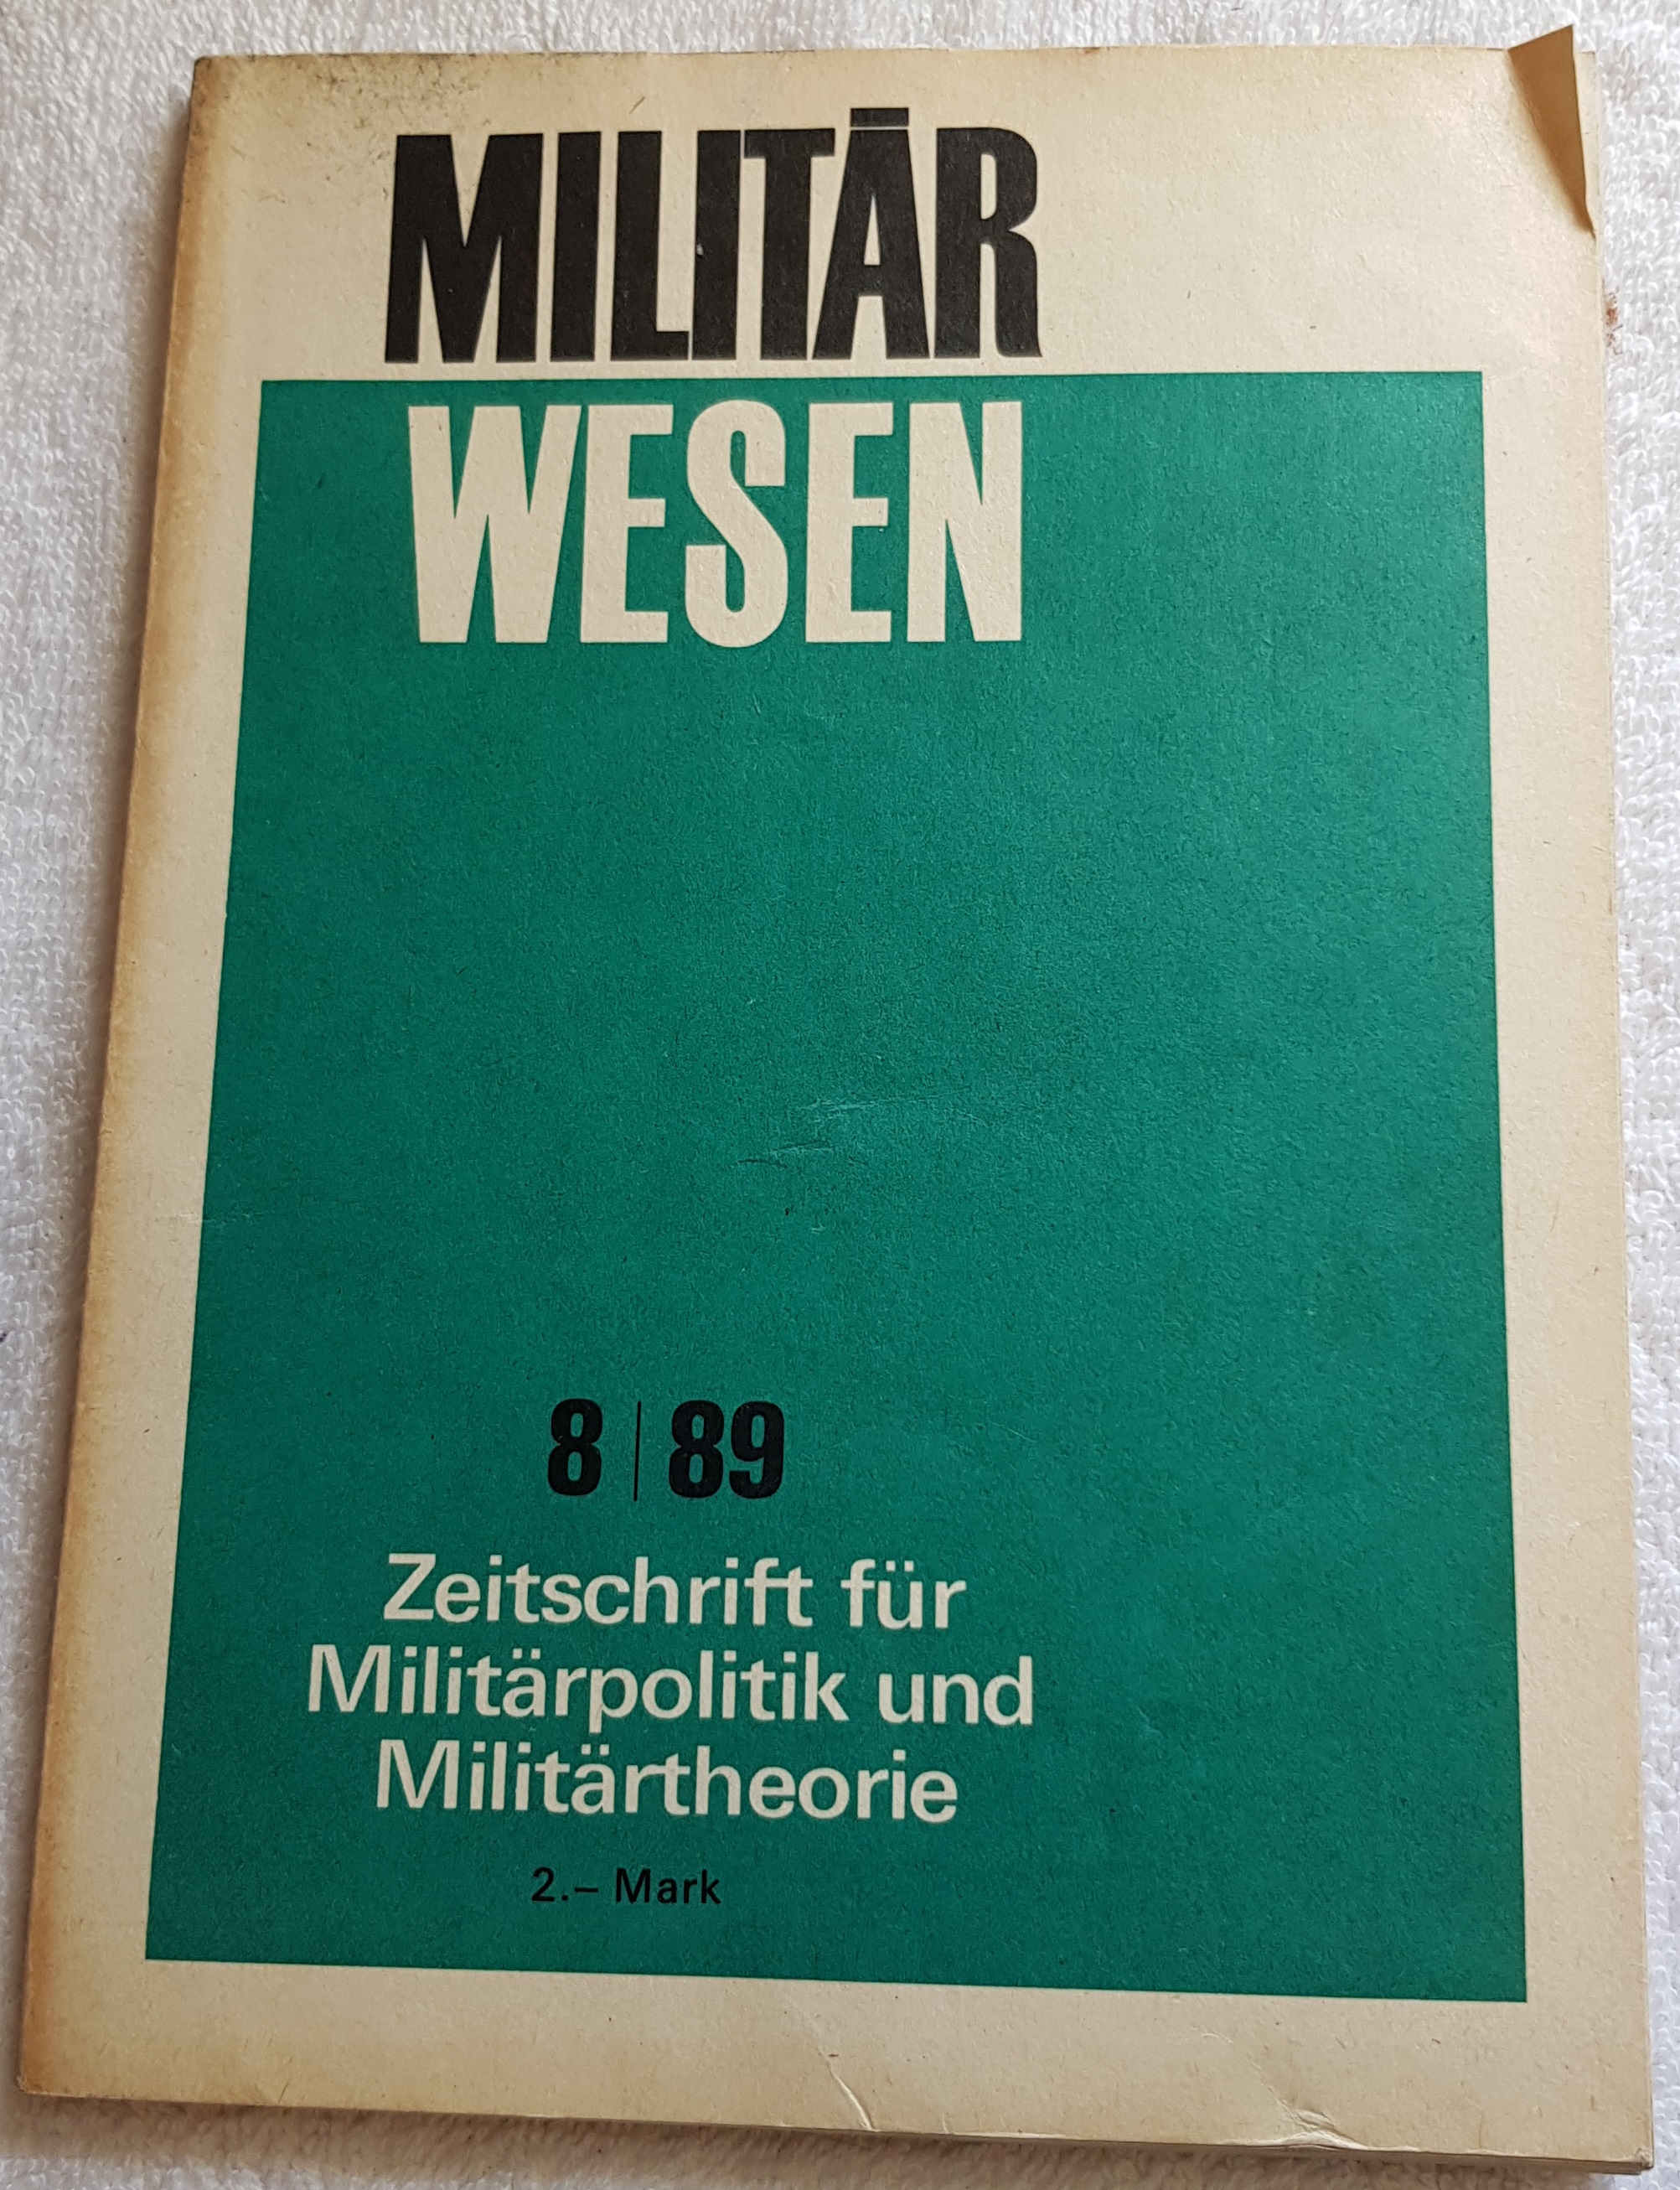 MILITÄR
WESEN
8 | 89
Zeitschrift für
Militärpolitik und
Militärtheorie
2.– Mark